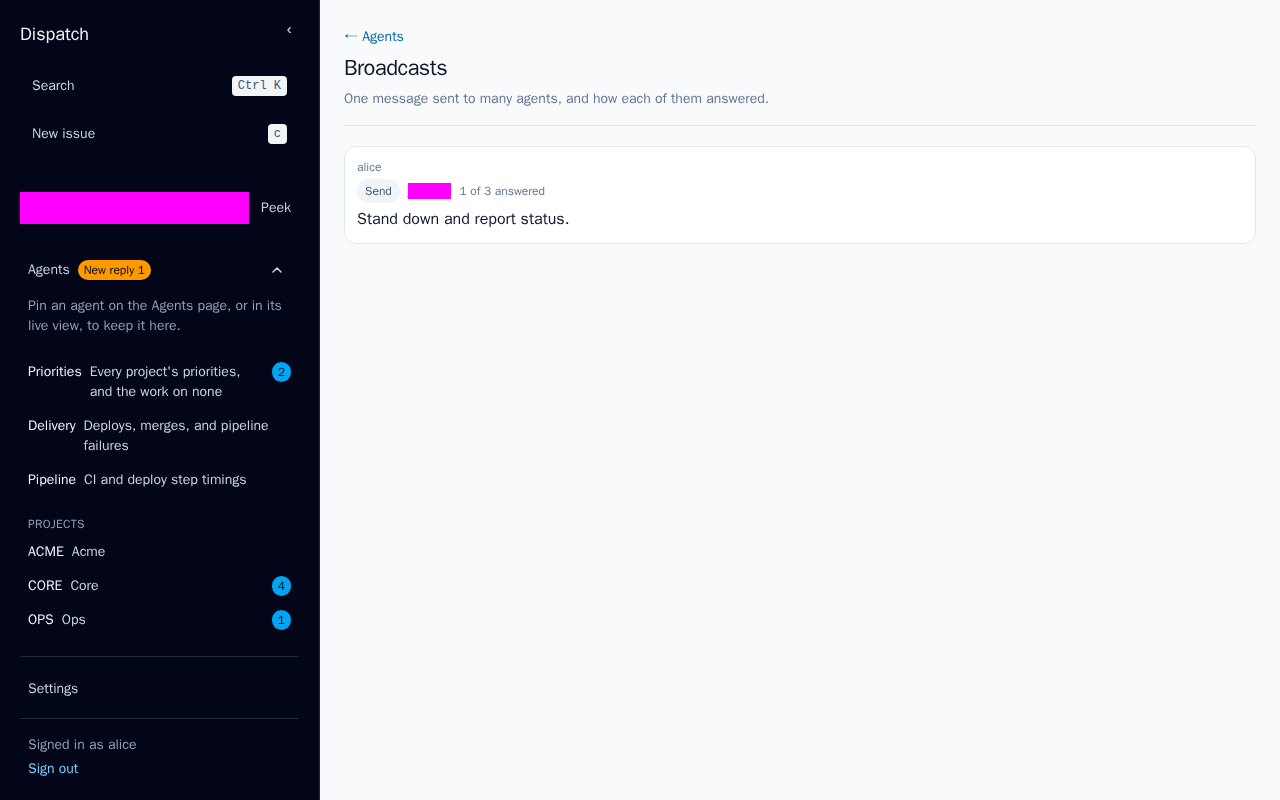 Dispatch
‹
Search
Ctrl K
New issue
C
Peek
Agents
New reply 1
Pin an agent on the Agents page, or in its
live view, to keep it here.
Priorities
Every project's priorities,
and the work on none
2
Delivery
Deploys, merges, and pipeline
failures
Pipeline
CI and deploy step timings
PROJECTS
ACME Acme
CORE Core
4
OPS Ops
1
Settings
Signed in as alice
Sign out
← Agents
Broadcasts
One message sent to many agents, and how each of them answered.
alice
Send
1 of 3 answered
Stand down and report status.